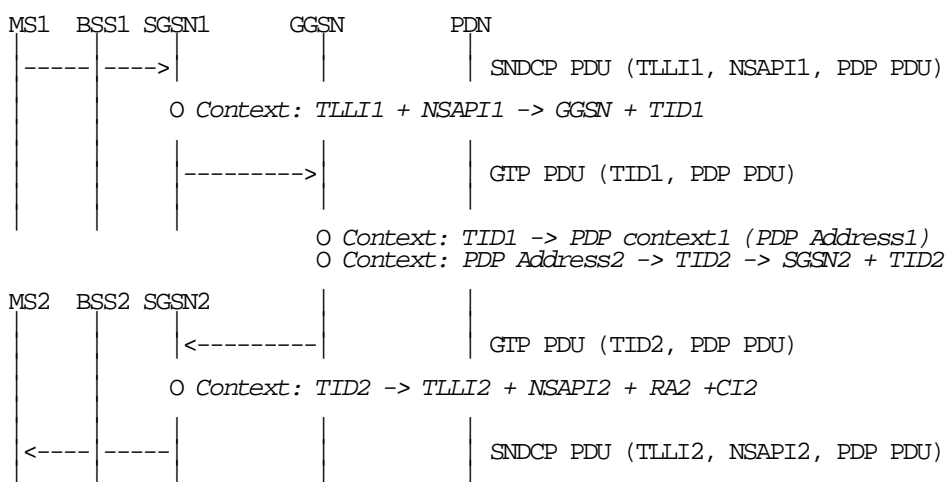 MS1 BSS1 SGSN1 GGSN PDN
SNDCP PDU (TLLI1, NSAPI1, PDP PDU)
O Context: TLLI1 + NSAPI1 -> GGSN + TID1
GTP PDU (TID1, PDP PDU)
O Context: TID1 -> PDP context1 (PDP Address1)
O Context: PDP Address2 -> TID2 -> SGSN2 + TID2
MS2 BSS2 SGSN2
GTP PDU (TID2, PDP PDU)
O Context: TID2 -> TLLI2 + NSAPI2 + RA2 +CI2
SNDCP PDU (TLLI2, NSAPI2, PDP PDU)